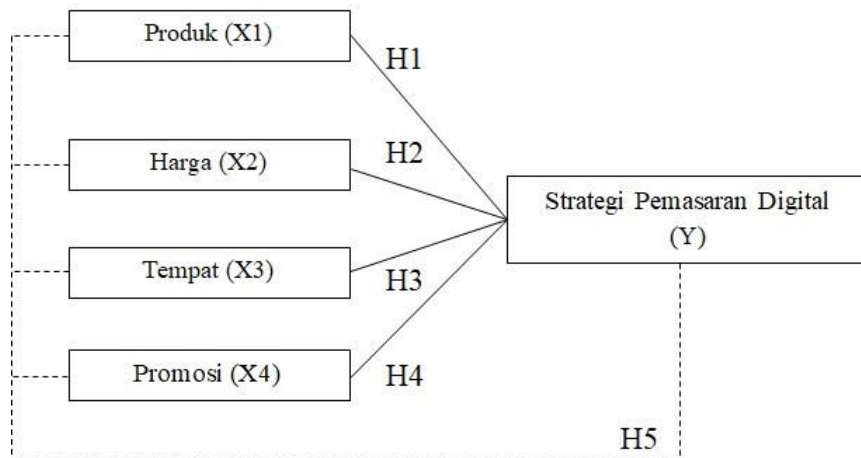 Produk (X1)
H1
Harga (X2)
H2
Strategi Pemasaran Digital
(Y)
Tempat (X3)
H3
Promosi (X4)
H4
H5